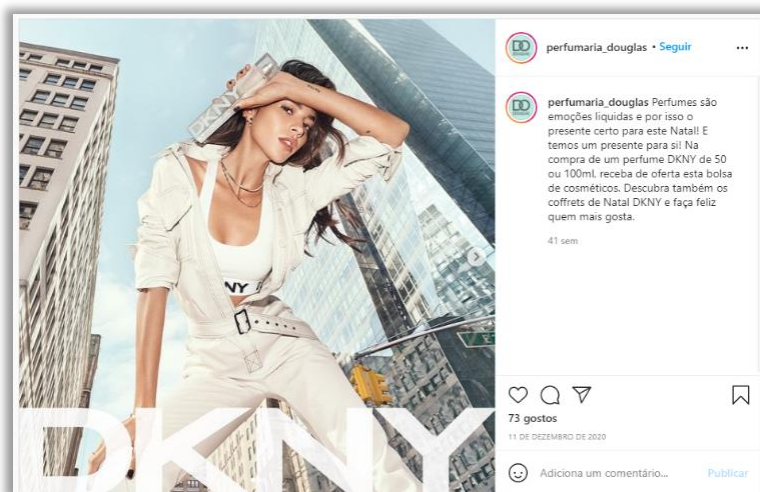 perfumaria_douglas • Seguir
perfumaria_douglas Perfumes são
emoções líquidas e por isso o
presente certo para este Natal! E
temos um presente para si! Na
compra de um perfume DKNY de 50
ou 100ml, receba de oferta esta bolsa
de cosméticos. Descubra também os
coffrets de Natal DKNY e faça feliz
quem mais gosta.
41 sem
NY
DKNY
73 gostos
11 DE DEZEMBRO DE 2020
Adiciona um comentário...
Publicar